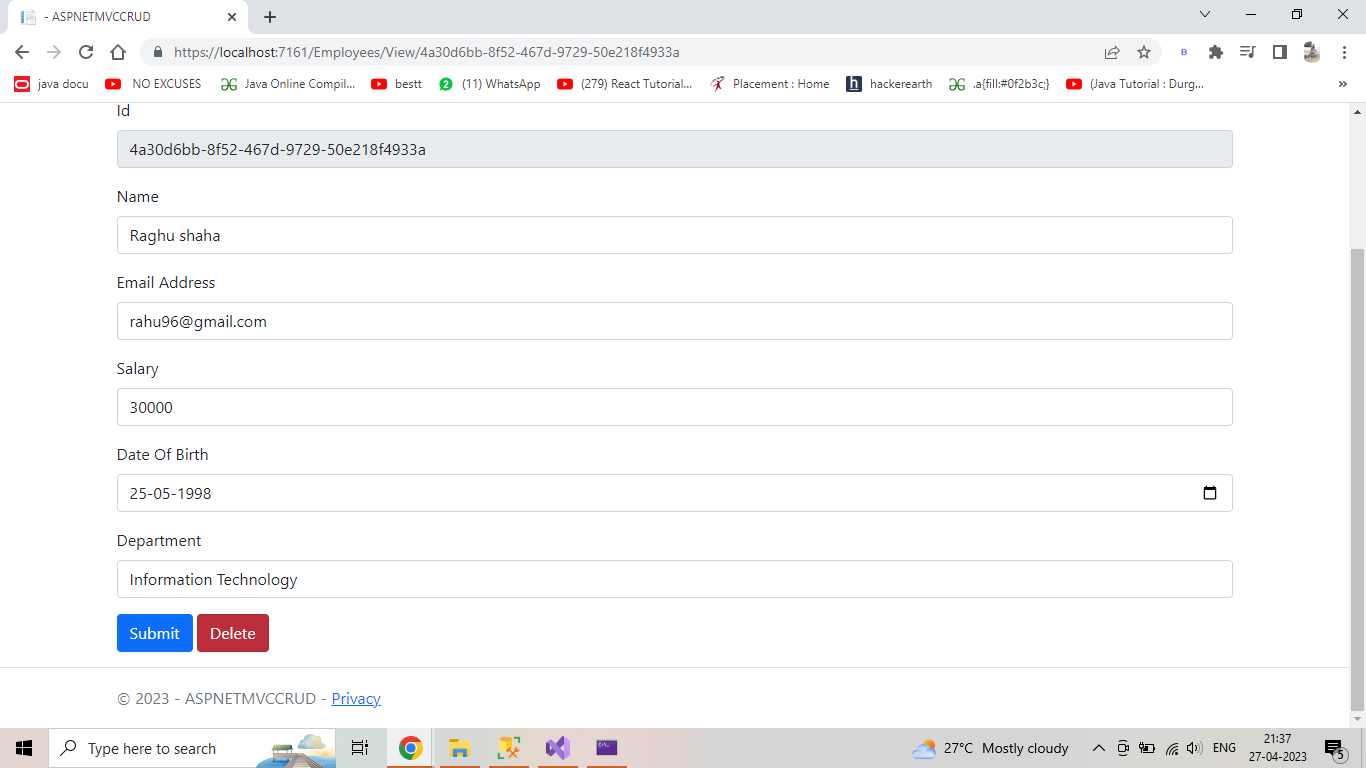 - ASPNETMVCCRUD
https://localhost:7161/Employees/View/4a30d6bb-8f52-467d-9729-50e218f4933a
B
java docu
NO EXCUSES
Java Online Compil...
bestt
2
(11) WhatsApp
(279) React Tutorial...
Placement : Home
h
hackerearth
.a{fill:#0f2b3c;}
(Java Tutorial : Durg...
»
Id
4a30d6bb-8f52-467d-9729-50e218f4933a
Name
Raghu shaha
Email Address
rahu96@gmail.com
Salary
30000
Date Of Birth
25-05-1998
Department
Information Technology
Submit Delete
© 2023 - ASPNETMVCCRUD - Privacy
Type here to search
27°C Mostly cloudy
ENG
21:37
27-04-2023
5